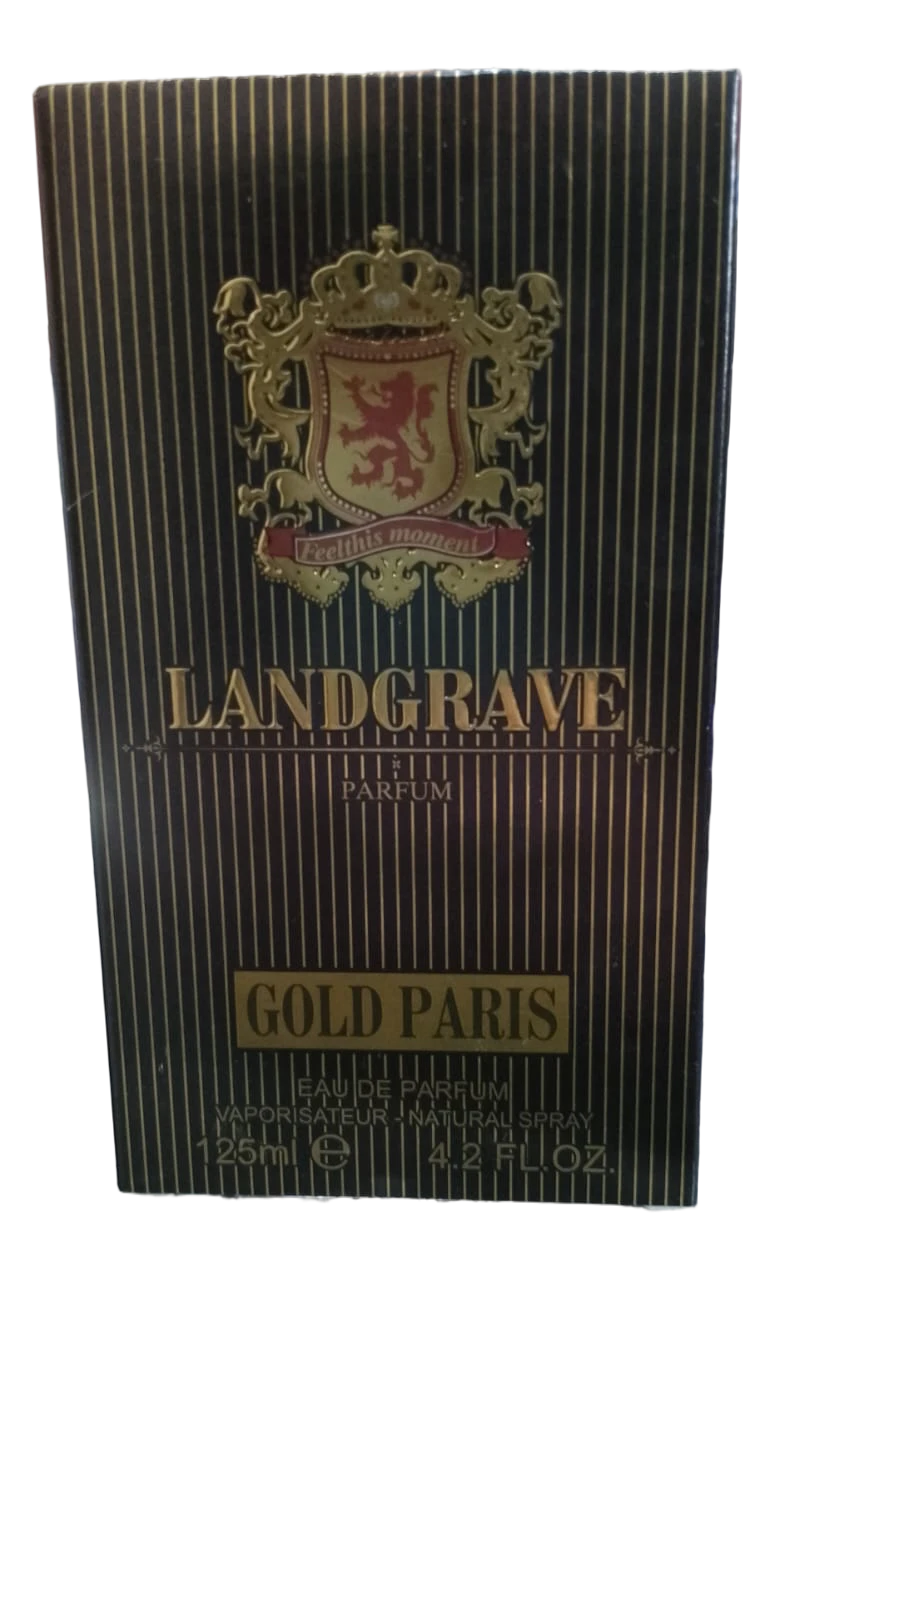 Feelthis moment
LANDGRAVE
PARFUM
GOLD PARIS
EAU DE PARFUM
VAPORISATEUR - NATURAL SPRAY
125ml ℮ 4.2 FL.OZ.